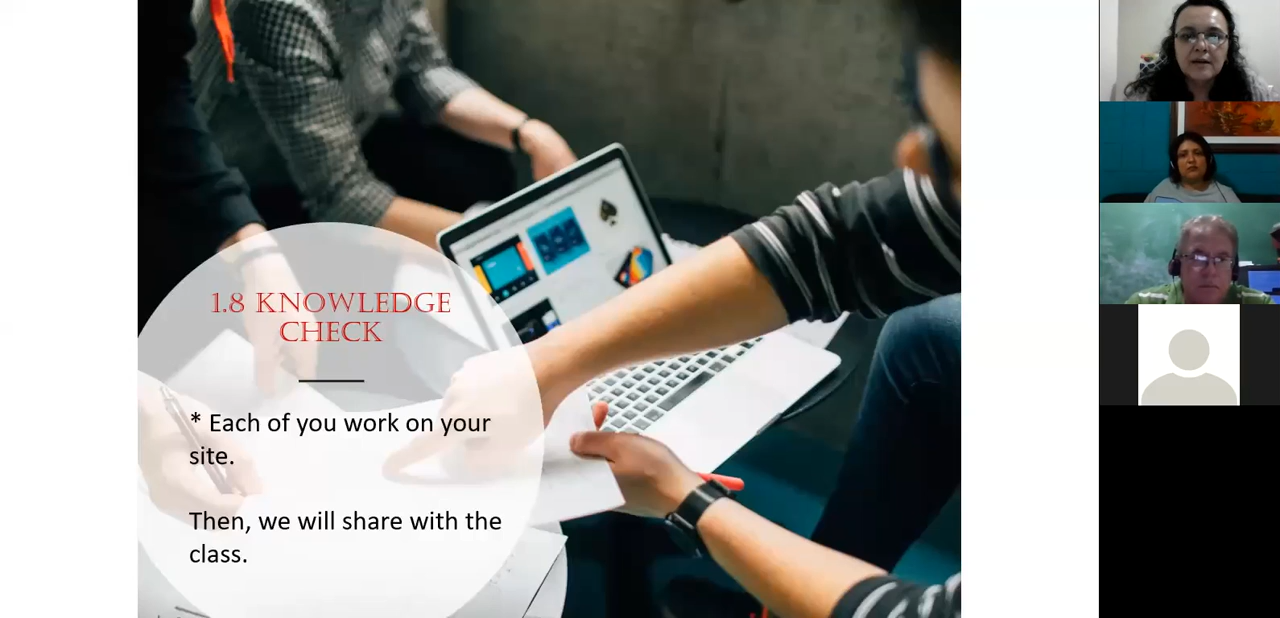 1.8 KNOWLEDGE
CHECK
* Each of you work on your
site.
Then, we will share with the
class.